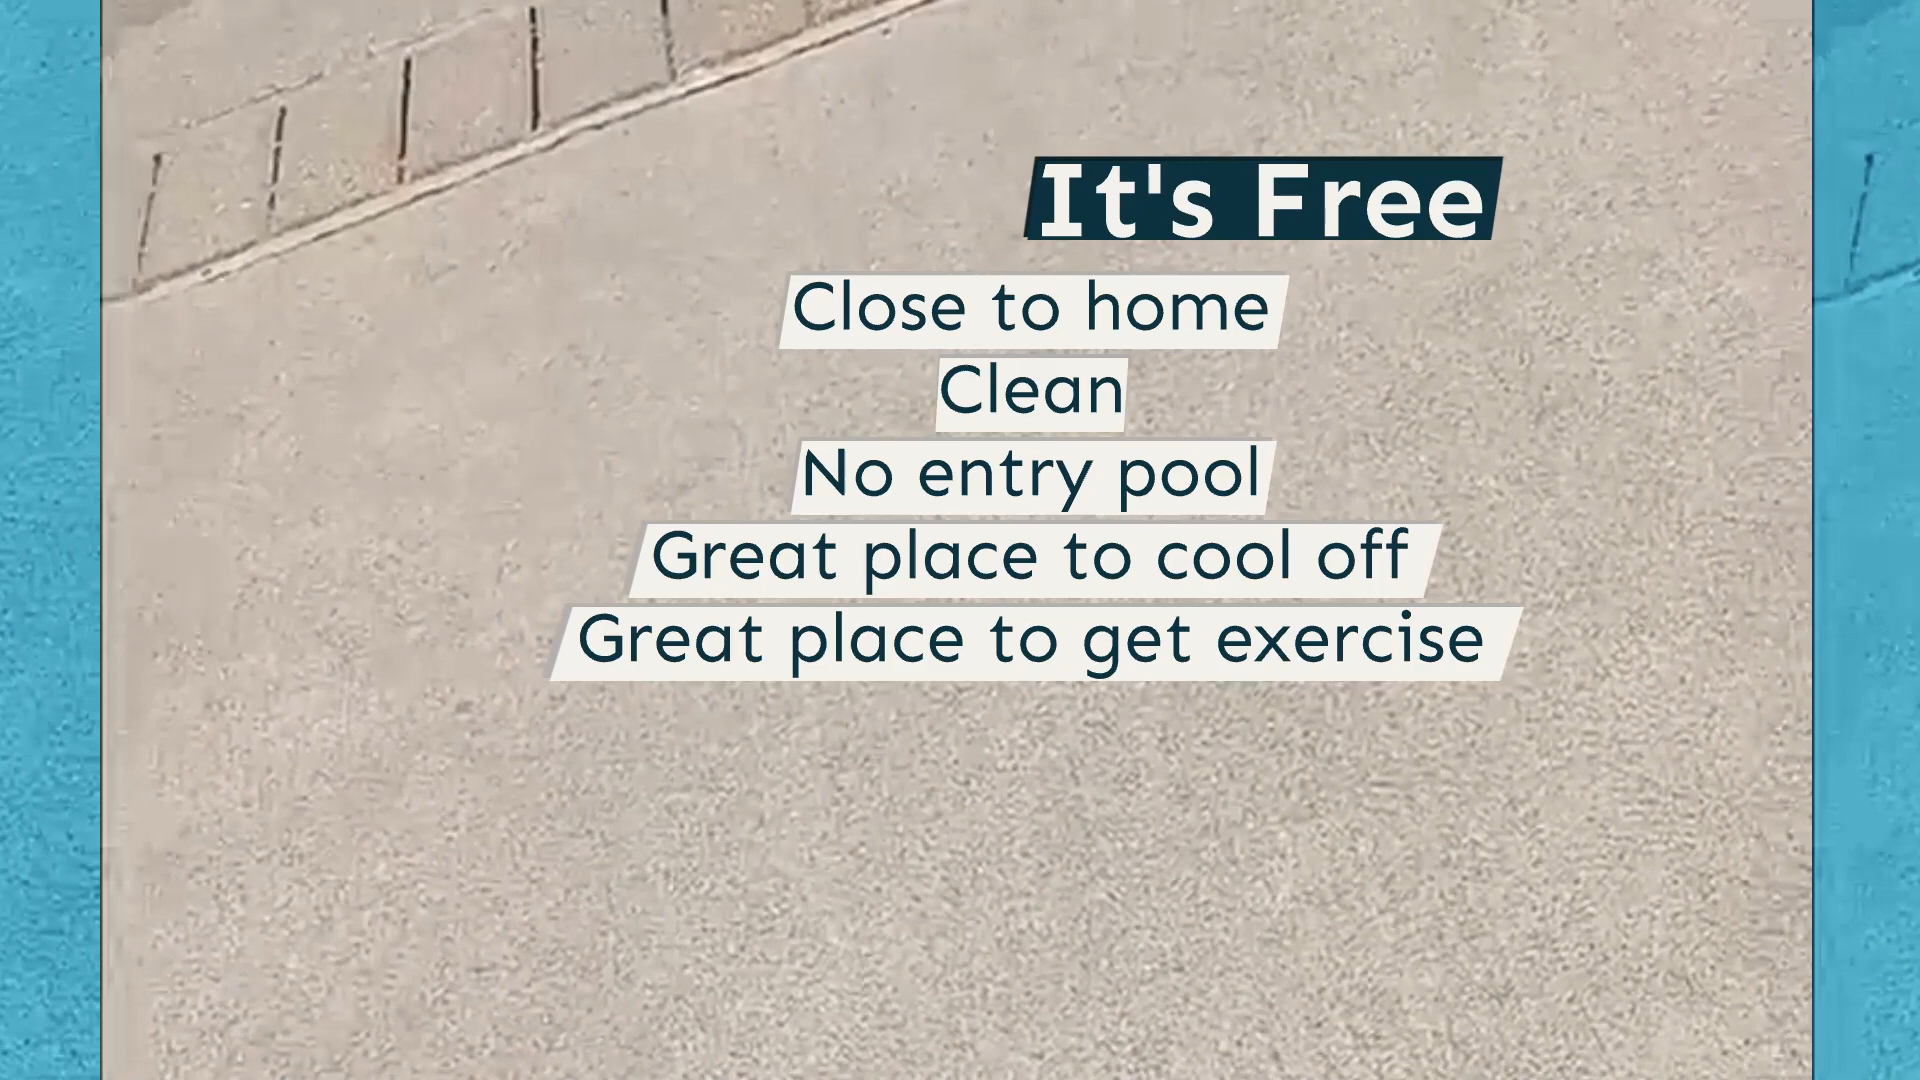 It's Free
Close to home
Clean
No entry pool
Great place to cool off
Great place to get exercise